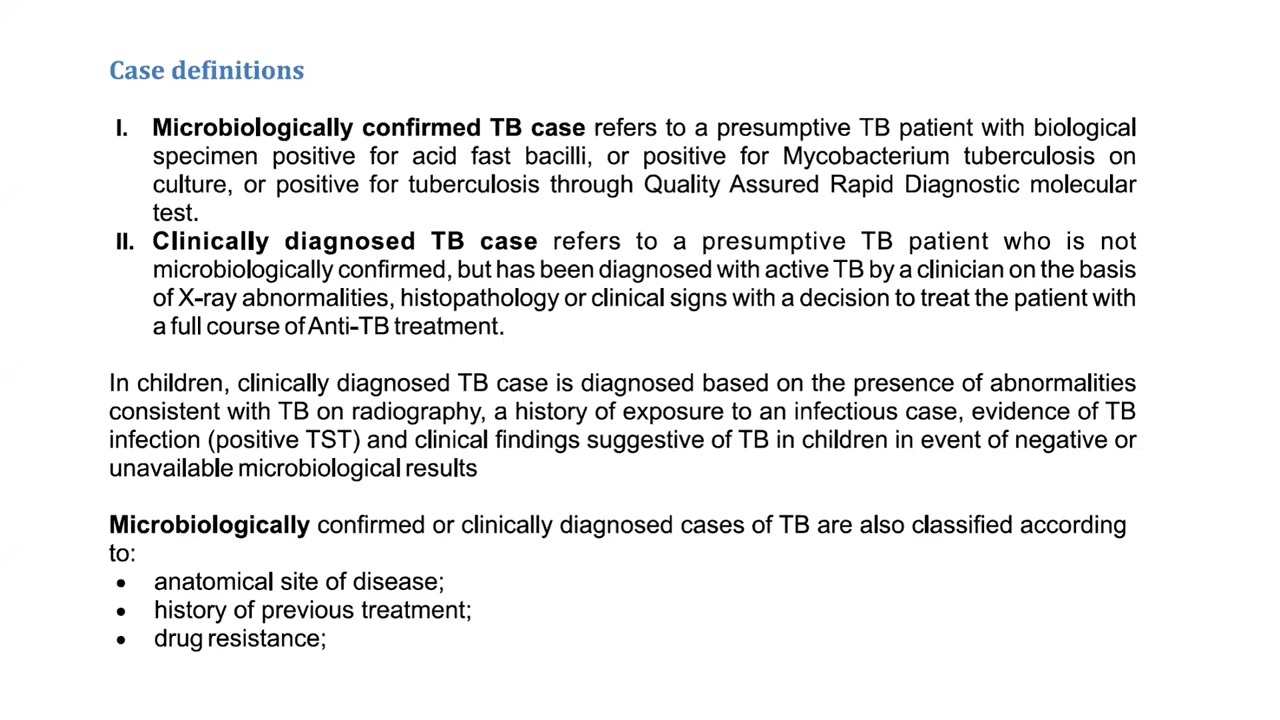 Case definitions
I. Microbiologically confirmed TB case refers to a presumptive TB patient with biological
specimen positive for acid fast bacilli, or positive for Mycobacterium tuberculosis on
culture, or positive for tuberculosis through Quality Assured Rapid Diagnostic molecular
test.
II. Clinically diagnosed TB case refers to a presumptive TB patient who is not
microbiologically confirmed, but has been diagnosed with active TB by a clinician on the basis
of X-ray abnormalities, histopathology or clinical signs with a decision to treat the patient with
a full course of Anti-TB treatment.
In children, clinically diagnosed TB case is diagnosed based on the presence of abnormalities
consistent with TB on radiography, a history of exposure to an infectious case, evidence of TB
infection (positive TST) and clinical findings suggestive of TB in children in event of negative or
unavailable microbiological results
Microbiologically confirmed or clinically diagnosed cases of TB are also classified according
to:
• anatomical site of disease;
• history of previous treatment;
• drug resistance;